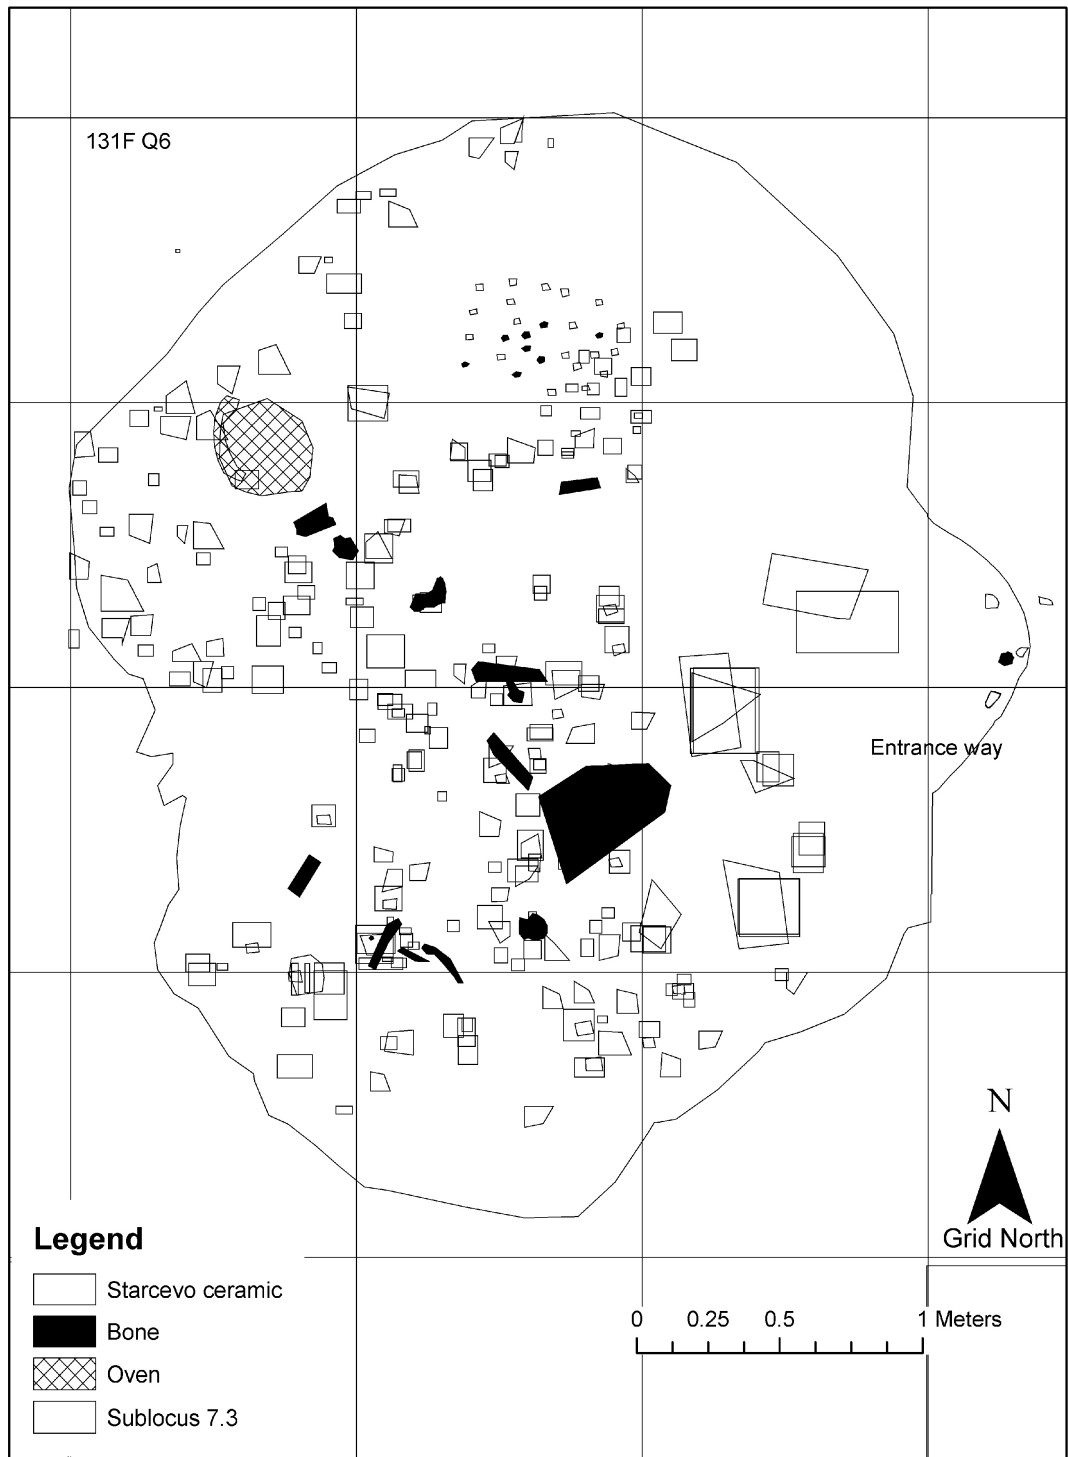 131F Q6
Entrance way
N
Grid North
Legend
Starcevo ceramic
Bone
Oven
Sublocus 7.3
0 0.25 0.5 1 Meters